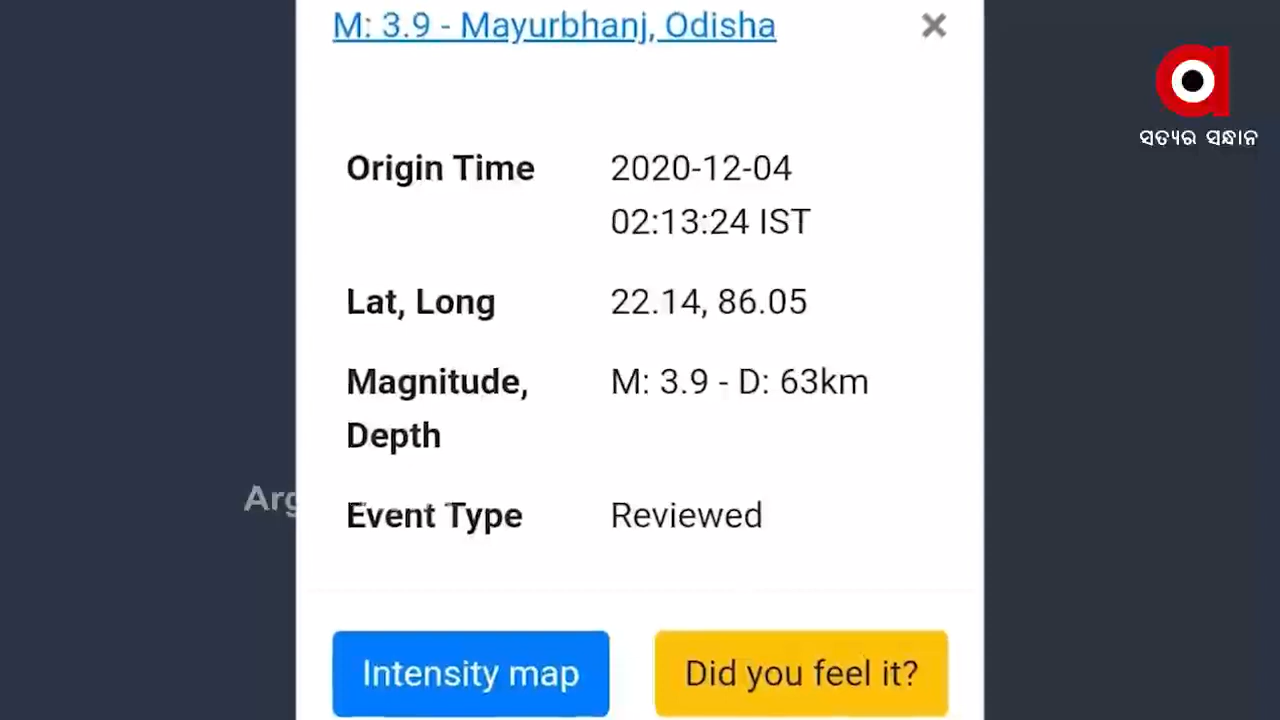 M: 3.9 - Mayurbhanj, Odisha
ସତ୍ୟର ସନ୍ଧାନ
Origin Time 2020-12-04
02:13:24 IST
Lat, Long 22.14, 86.05
Magnitude, M: 3.9 - D: 63km
Depth
Event Type Reviewed
Intensity map Did you feel it?